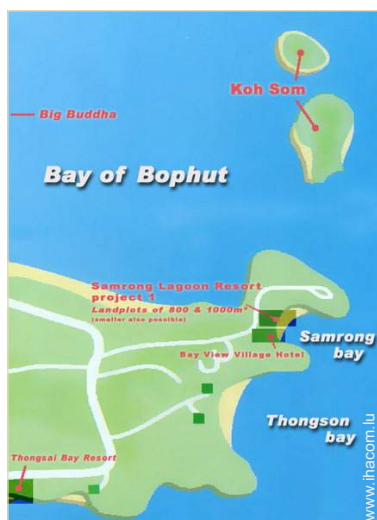 Koh Som
Big Buddha
Bay of Bophut
Samrong Lagoon Resort
project 1
Landplots of 800 & 1000m²
(smaller also possible)
Samrong
bay
Bay View Village Hotel
Thongson
bay
Thongsai Bay Resort
www.ihacom.lu